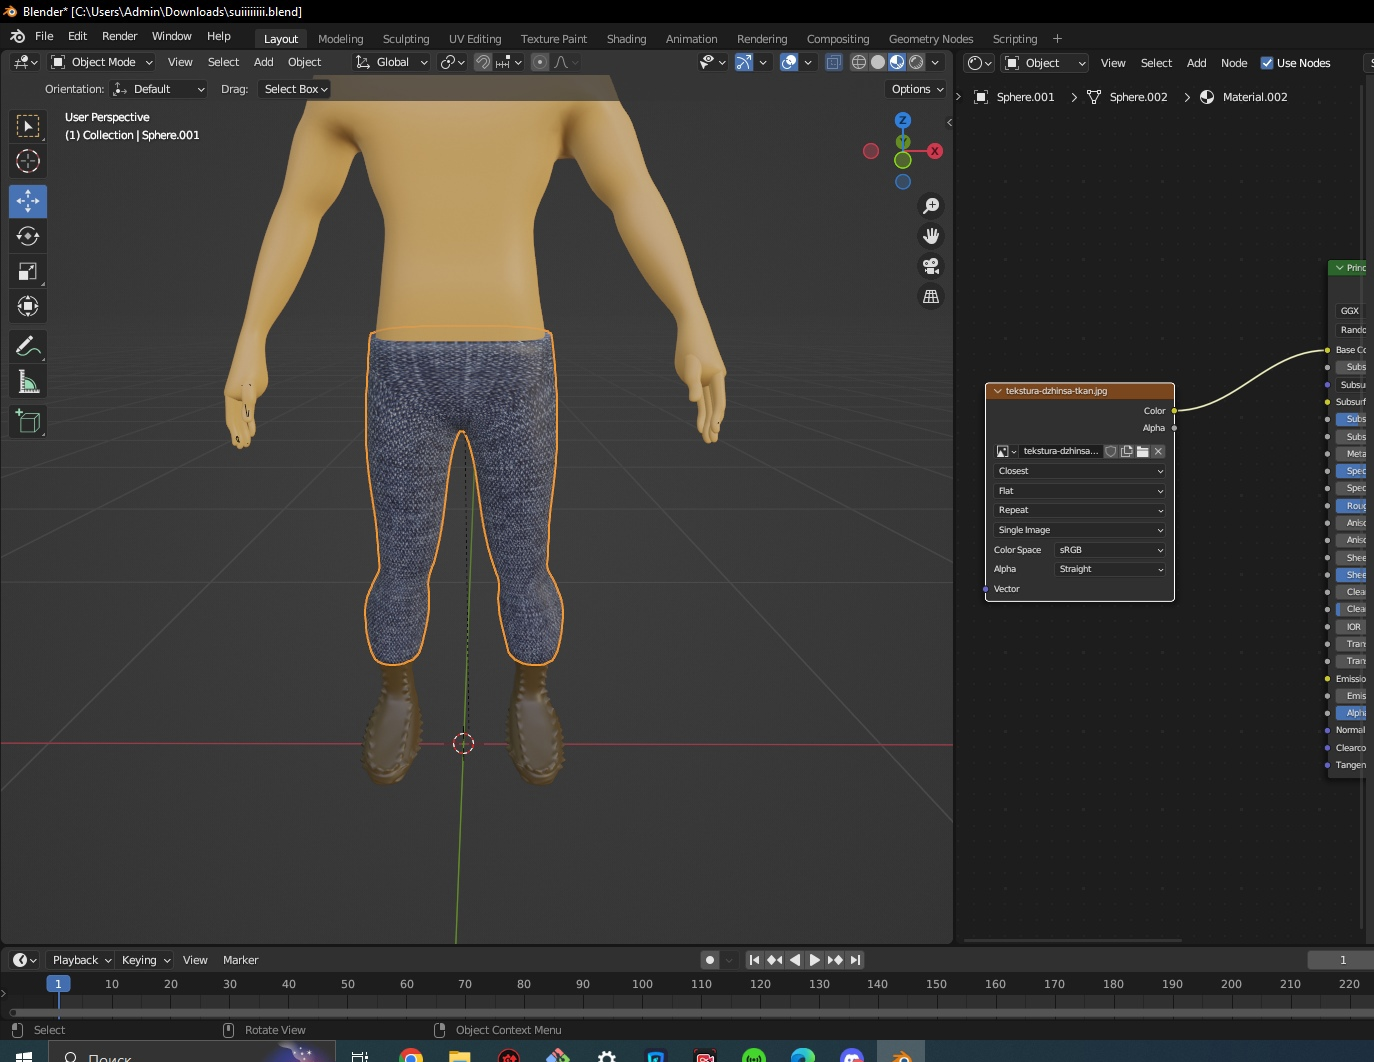 Blender* [C:\Users\Admin\Downloads\suiiiiiiii.blend]
File Edit Render Window Help Layout Modeling Sculpting UV Editing Texture Paint Shading Animation Rendering Compositing Geometry Nodes Scripting +
Object Mode View Select Add Object Global
Object View Select Add Node Use Nodes
Orientation: Default Drag: Select Box Options
User Perspective
(1) Collection | Sphere.001
Z
Y
X
Sphere.001 > Sphere.002 > Material.002
Princ
GGX
Rando
Base Co
Subs
Subsu
Subsurf
Subs
Subs
Meta
Spec
Spec
Roug
Aniso
Aniso
Shee
Shee
Clea
Clea
IOR
Tran
Tran
Emissio
Emis
Alpha
Normal
Clearco
Tangen
tekstura-dzhinsa-tkan.jpg
Color
Alpha
tekstura-dzhinsa...
Closest
Flat
Repeat
Single Image
Color Space sRGB
Alpha Straight
Vector
Playback Keying View Marker 1
1 10 20 30 40 50 60 70 80 90 100 110 120 130 140 150 160 170 180 190 200 210 220
Select Rotate View Object Context Menu
Поиск